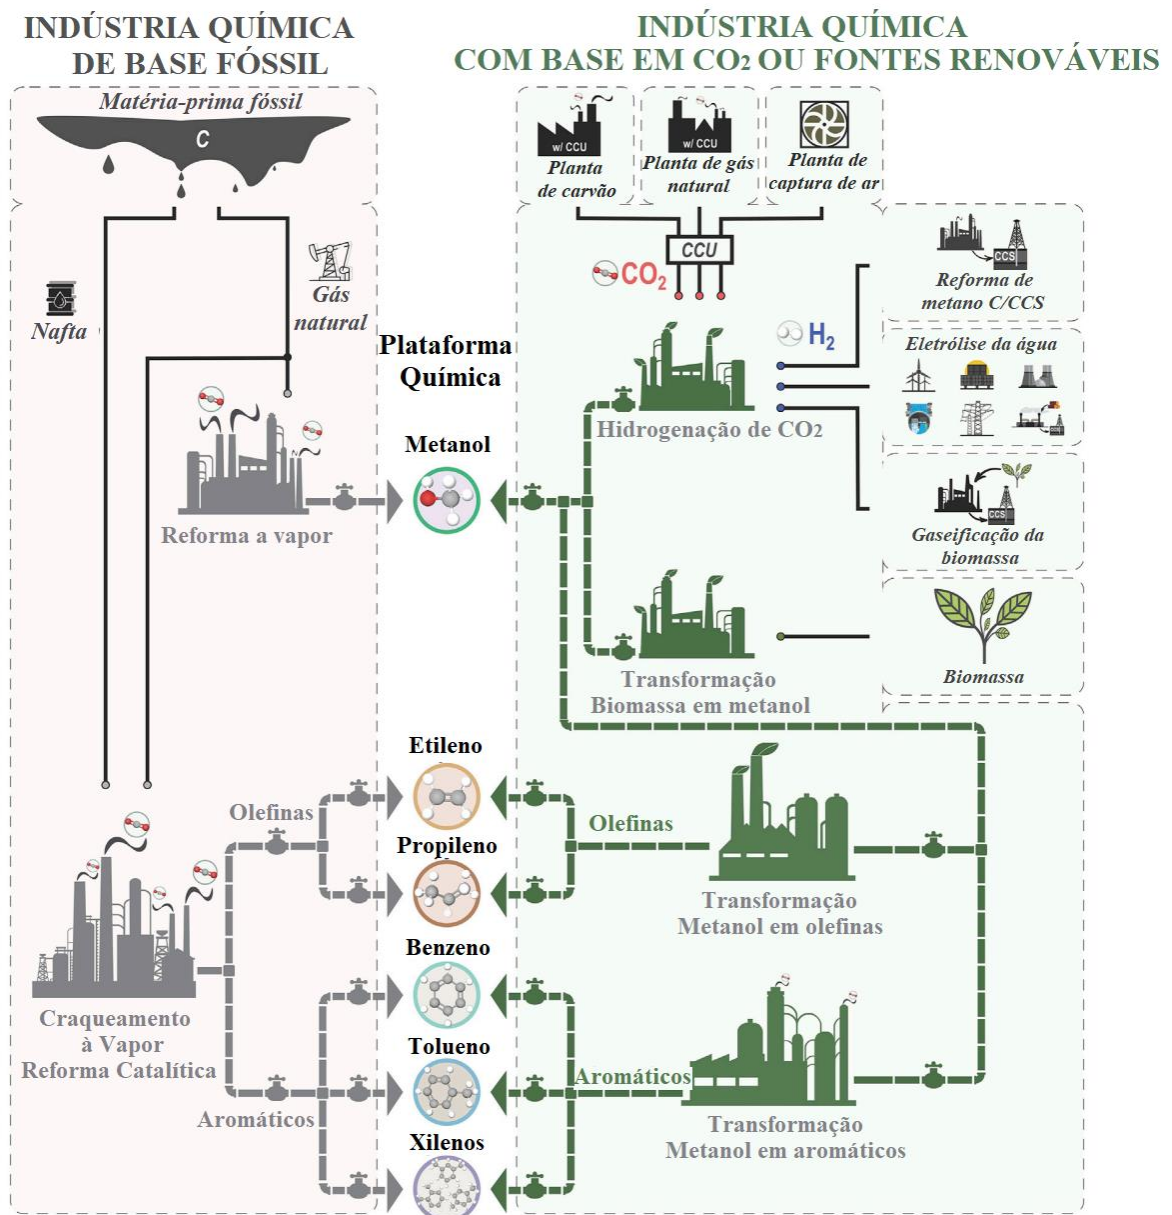 INDÚSTRIA QUÍMICA
DE BASE FÓSSIL
Matéria-prima fóssil
C
Nafta
Gás
natural
Reforma a vapor
Olefinas
Craqueamento
à Vapor
Reforma Catalítica
Aromáticos
Plataforma
Química
Metanol
Etileno
Propileno
Benzeno
Tolueno
Xilenos
INDÚSTRIA QUÍMICA
COM BASE EM CO₂ OU FONTES RENOVÁVEIS
w/ CCU
Planta
de carvão
w/ CCU
Planta de gás
natural
Planta de
captura de ar
CCU
CO₂
H₂
CCS
Reforma de
metano C/CCS
Eletrólise da água
Hidrogenação de CO₂
CCS
Gaseificação da
biomassa
Biomassa
Transformação
Biomassa em metanol
Olefinas
Transformação
Metanol em olefinas
Aromáticos
Transformação
Metanol em aromáticos